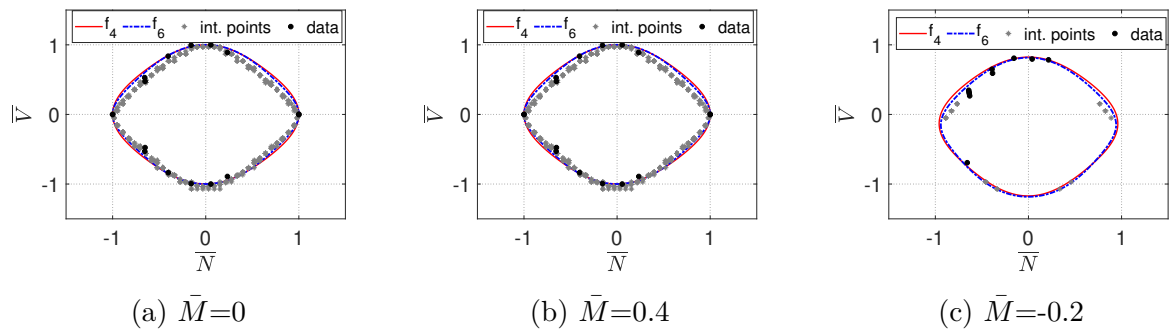 f4 f6 int. points data
1
0
-1
V̅
-1 0 1
N̅
(a) M̄=0
f4 f6 int. points data
1
0
-1
V̅
-1 0 1
N̅
(b) M̄=0.4
f4 f6 int. points data
1
0
-1
V̅
-1 0 1
N̅
(c) M̄=-0.2